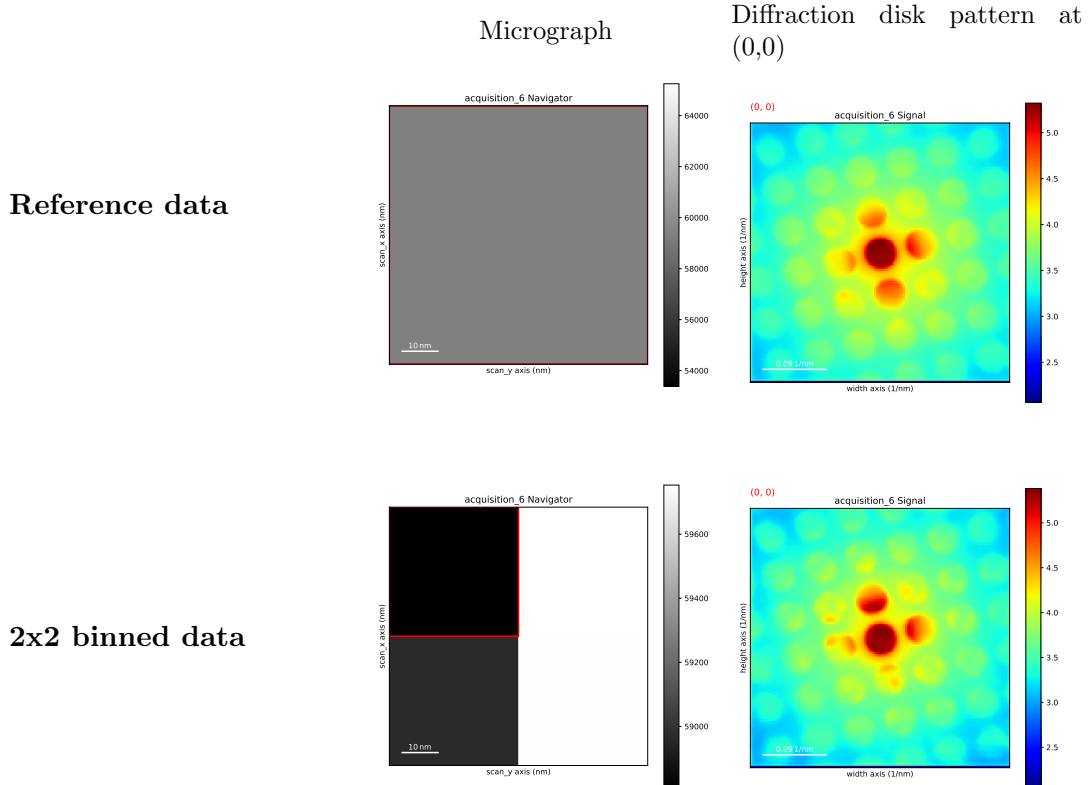 Micrograph
Diffraction disk pattern at
(0,0)
Reference data
acquisition_6 Navigator
scan_x axis (nm)
10 nm
scan_y axis (nm)
64000
62000
60000
58000
56000
54000
(0, 0)
acquisition_6 Signal
height axis (1/nm)
0.09 1/nm
width axis (1/nm)
5.0
4.5
4.0
3.5
3.0
2.5
2x2 binned data
acquisition_6 Navigator
scan_x axis (nm)
10 nm
scan_y axis (nm)
59600
59400
59200
59000
(0, 0)
acquisition_6 Signal
height axis (1/nm)
0.09 1/nm
width axis (1/nm)
5.0
4.5
4.0
3.5
3.0
2.5